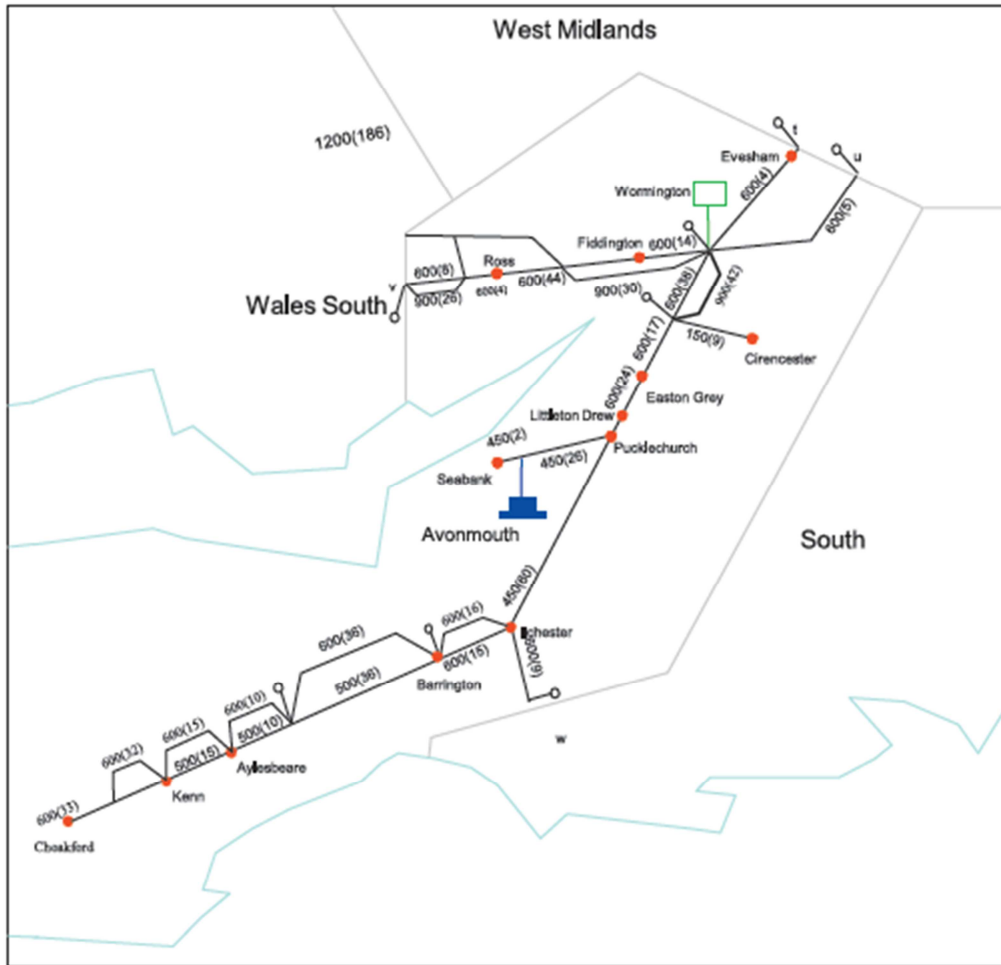 West Midlands
1200(186)
t
Evesham
u
Wormington
600(4)
600(5)
Fiddington
600(14)
Ross
600(8)
600(44)
600(4)
v
900(26)
900(30)
600(38)
900(42)
Wales South
600(17)
150(9)
Cirencester
600(24)
Easton Grey
Littleton Drew
450(2)
Pucklechurch
450(26)
Seabank
Avonmouth
South
450(60)
600(16)
Ilchester
600(36)
600(15)
600(9)
Barrington
500(36)
600(10)
500(10)
w
600(15)
Aylesbeare
600(32)
500(15)
Kenn
600(33)
Choakford